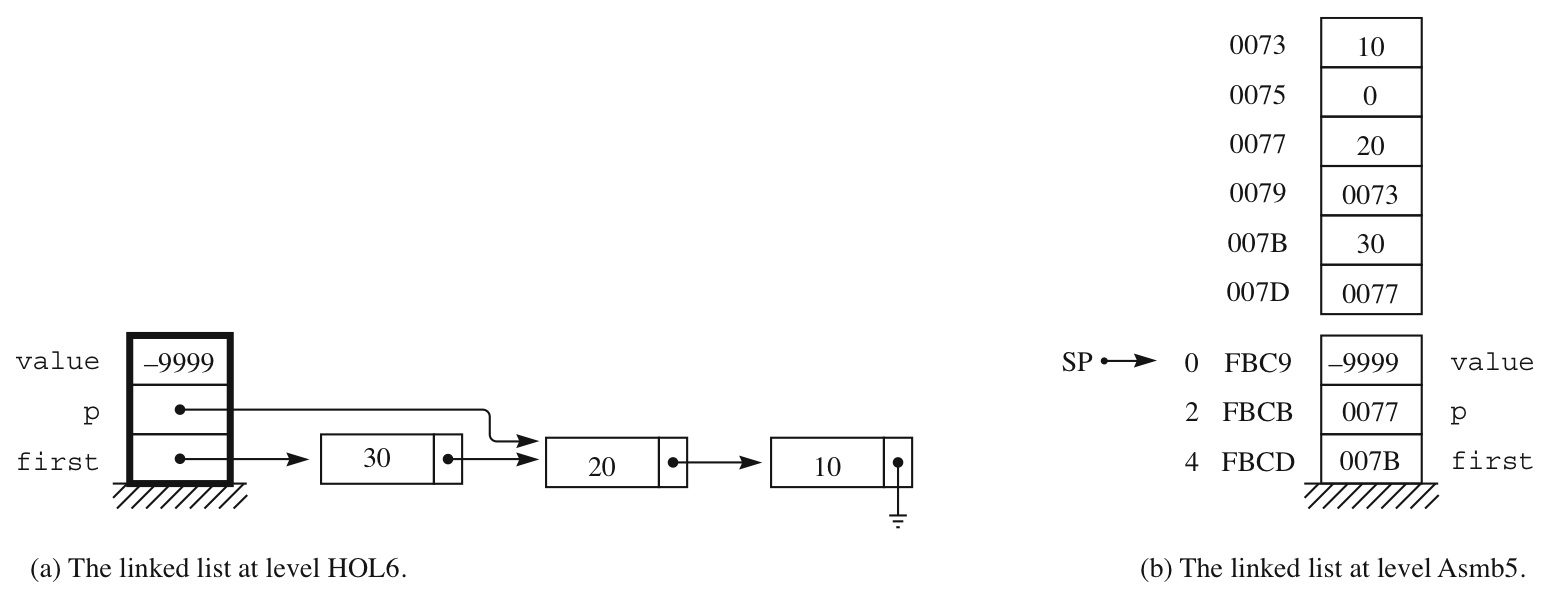 0073 10
0075 0
0077 20
0079 0073
007B 30
007D 0077
value –9999
p
first 30 20 10
SP 0 FBC9 –9999 value
2 FBCB 0077 p
4 FBCD 007B first
(a) The linked list at level HOL6.
(b) The linked list at level Asmb5.